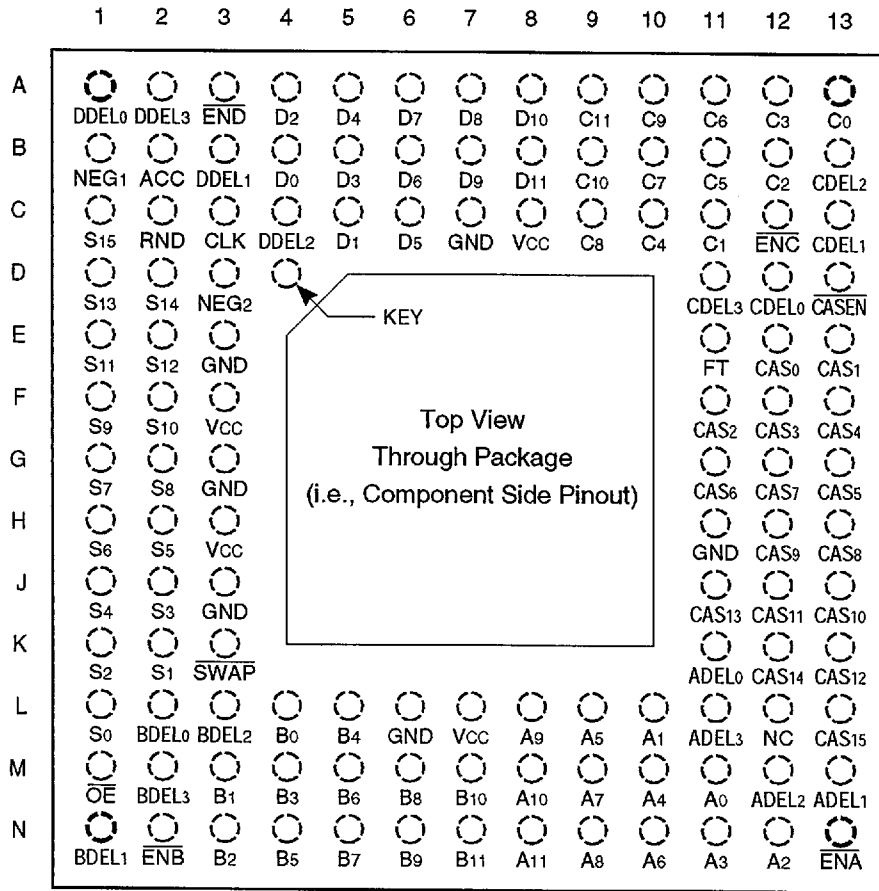 1 2 3 4 5 6 7 8 9 10 11 12 13
A
DDEL0 DDEL3 END D2 D4 D7 D8 D10 C11 C9 C6 C3 C0
B
NEG1 ACC DDEL1 D0 D3 D6 D9 D11 C10 C7 C5 C2 CDEL2
C
S15 RND CLK DDEL2 D1 D5 GND VCC C8 C4 C1 ENC CDEL1
D
S13 S14 NEG2 KEY CDEL3 CDEL0 CASEN
E
S11 S12 GND FT CAS0 CAS1
F
S9 S10 VCC Top View CAS2 CAS3 CAS4
G
Through Package
S7 S8 GND (i.e., Component Side Pinout) CAS6 CAS7 CAS5
H
S6 S5 VCC GND CAS9 CAS8
J
S4 S3 GND CAS13 CAS11 CAS10
K
S2 S1 SWAP ADEL0 CAS14 CAS12
L
S0 BDEL0 BDEL2 B0 B4 GND VCC A9 A5 A1 ADEL3 NC CAS15
M
OE BDEL3 B1 B3 B6 B8 B10 A10 A7 A4 A0 ADEL2 ADEL1
N
BDEL1 ENB B2 B5 B7 B9 B11 A11 A8 A6 A3 A2 ENA